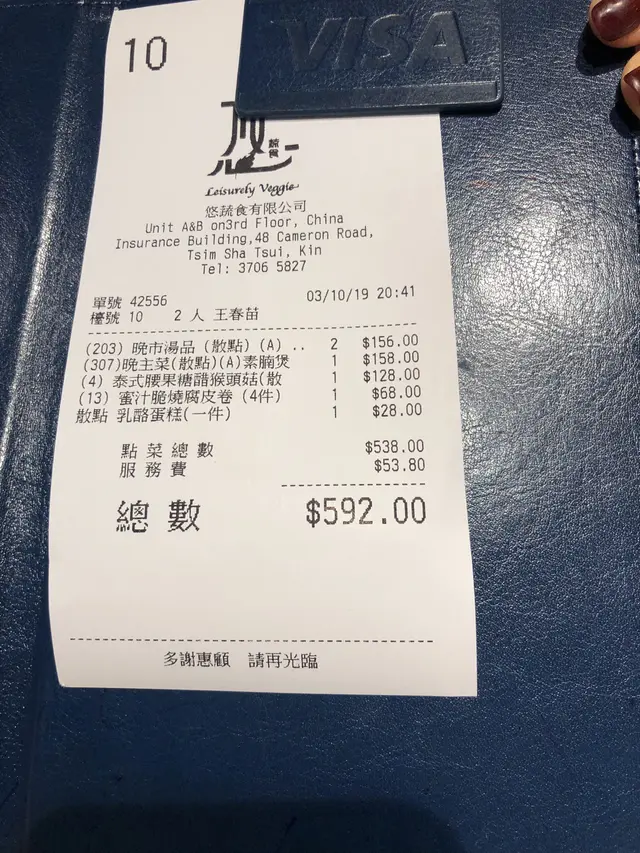 10
VISA
悠
蔬食
Leisurely Veggie
悠蔬食有限公司
Unit A&B on3rd Floor, China
Insurance Building,48 Cameron Road,
Tsim Sha Tsui, Kin
Tel: 3706 5827
單號 42556 03/10/19 20:41
檯號 10 2 人 王春苗
(203) 晚市湯品 (散點) (A) .. 2 $156.00
(307)晚主菜(散點)(A)素腩煲 1 $158.00
(4) 泰式腰果糖醋猴頭菇(散 1 $128.00
(13) 蜜汁脆燒腐皮卷 (4件) 1 $68.00
散點 乳酪蛋糕(一件) 1 $28.00
點菜總數 $538.00
服務費 $53.80
總數 $592.00
多謝惠顧 請再光臨